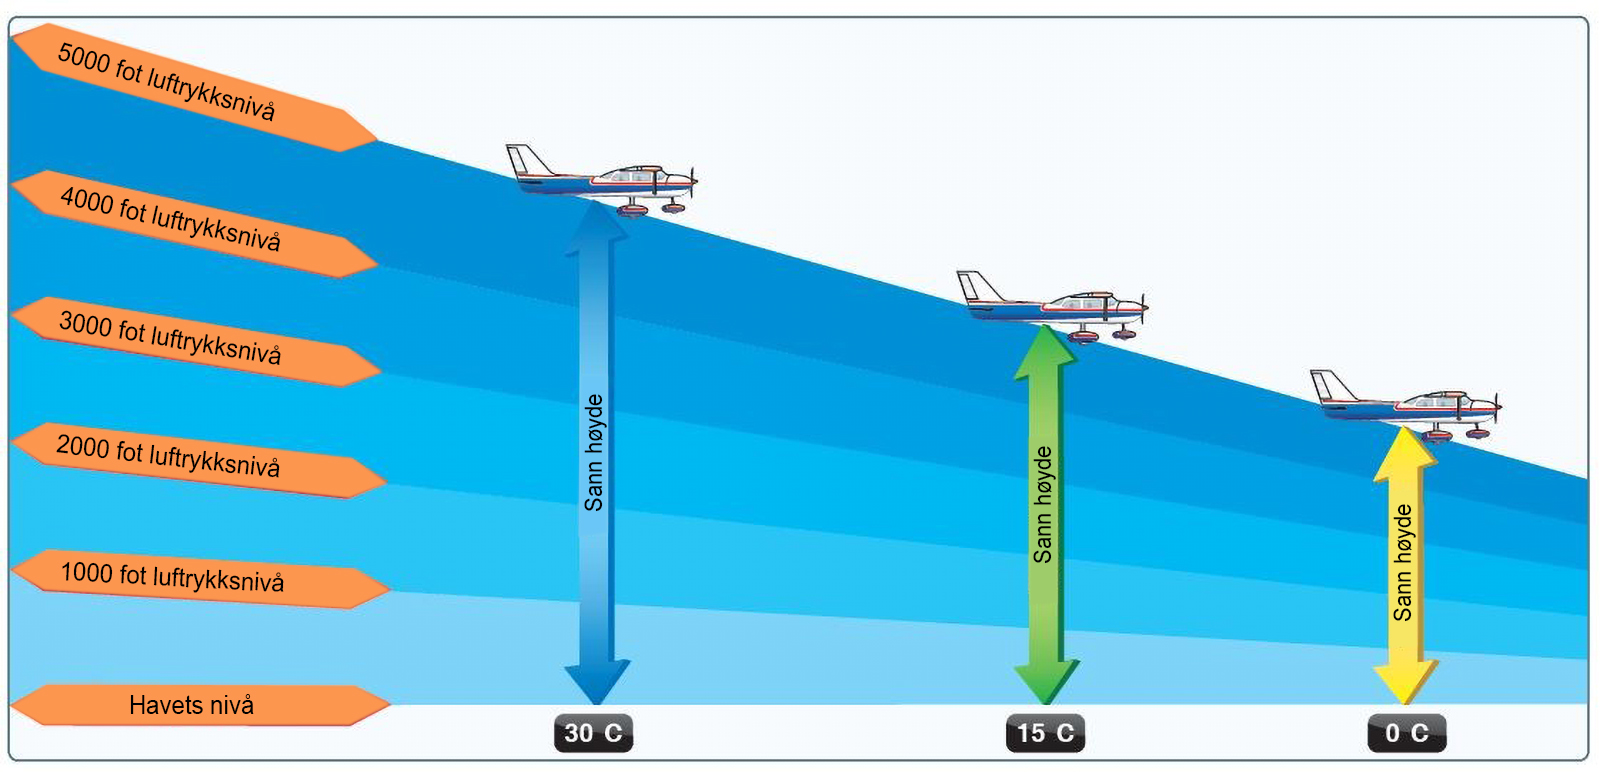 5000 fot luftrykksnivå
4000 fot luftrykksnivå
3000 fot luftrykksnivå
2000 fot luftrykksnivå
1000 fot luftrykksnivå
Havets nivå
Sann høyde
Sann høyde
Sann høyde
30 C
15 C
0 C